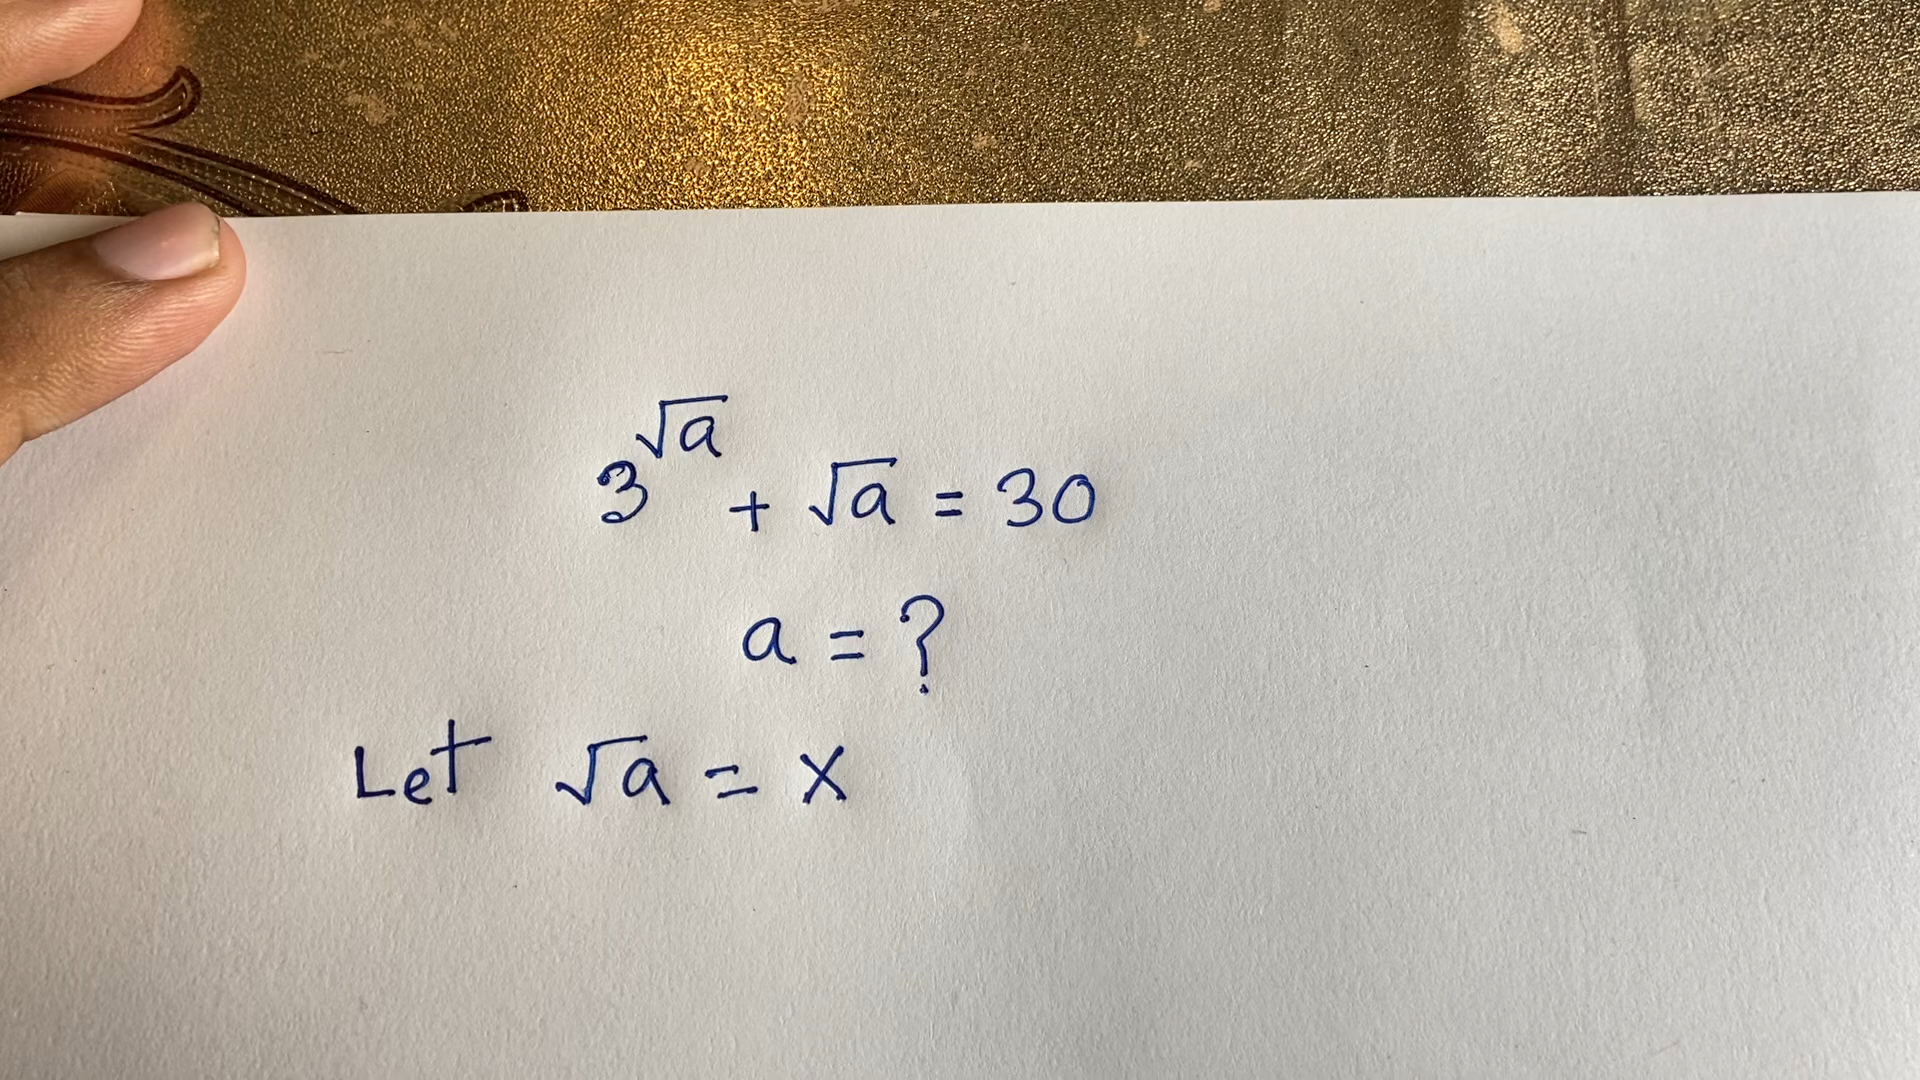 3^√a + √a = 30
a = ?
Let √a = x